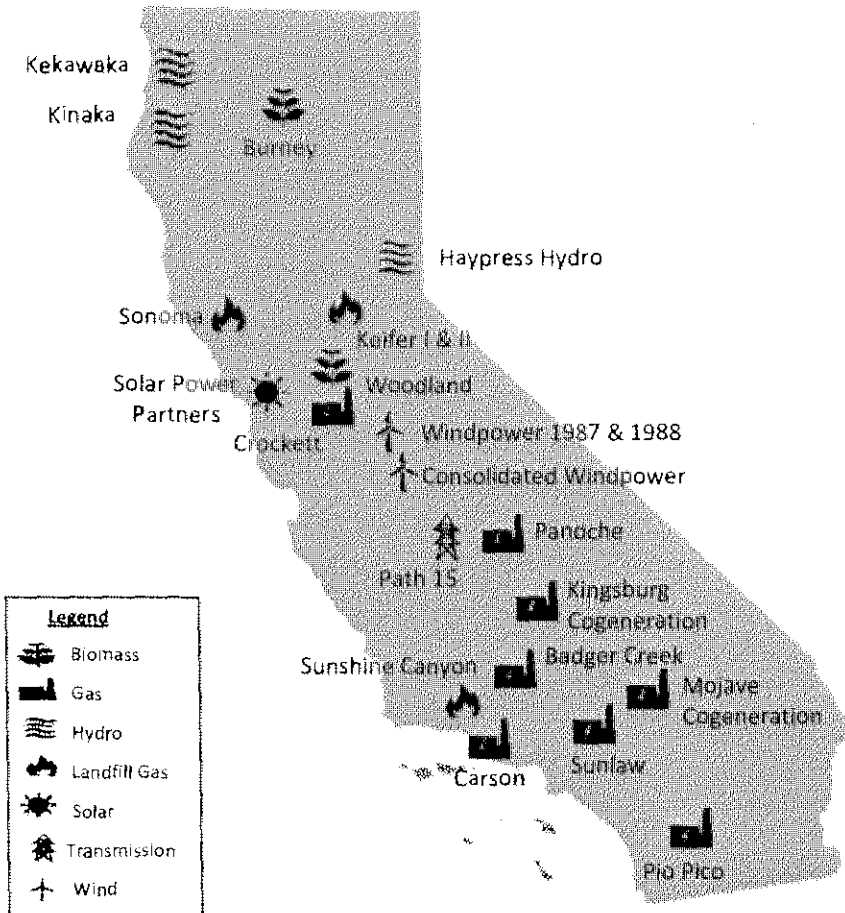 Kekawaka
Kinaka
Burney
Haypress Hydro
Sonoma
Keifer I & II
Solar Power
Partners
Woodland
Crockett
Windpower 1987 & 1988
Consolidated Windpower
Panoche
Path 15
Kingsburg
Cogeneration
Sunshine Canyon
Badger Creek
Mojave
Cogeneration
Carson
Sunlaw
Pio Pico
Legend
Biomass
Gas
Hydro
Landfill Gas
Solar
Transmission
Wind